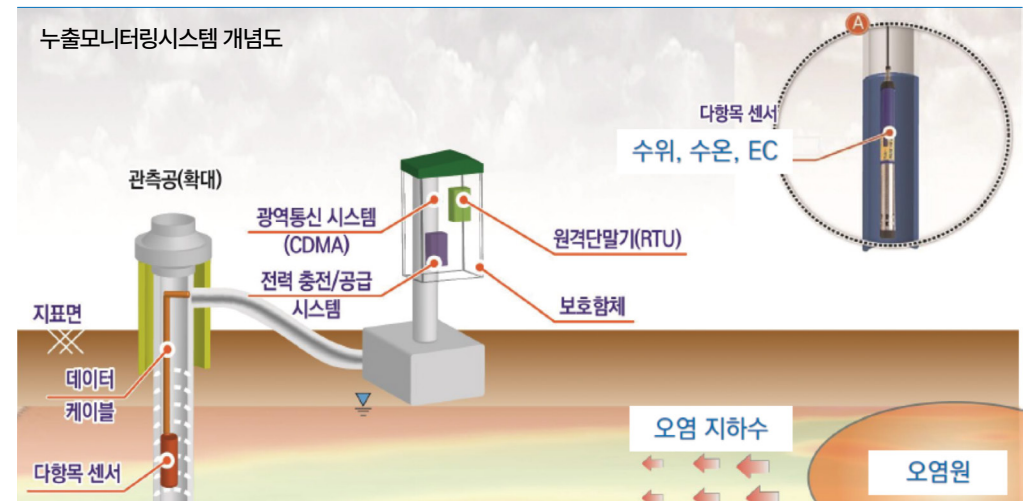 누출모니터링시스템 개념도
A
다항목 센서
수위, 수온, EC
관측공(확대)
광역통신 시스템
(CDMA)
원격단말기(RTU)
전력 충전/공급
시스템
보호함체
지표면
데이터
케이블
오염 지하수
다항목 센서
오염원